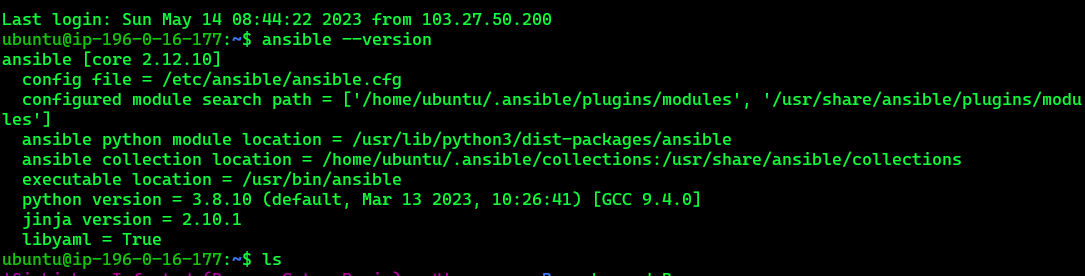 Last login: Sun May 14 08:44:22 2023 from 103.27.50.200
ubuntu@ip-196-0-16-177:~$ ansible --version
ansible [core 2.12.10]
  config file = /etc/ansible/ansible.cfg
  configured module search path = ['/home/ubuntu/.ansible/plugins/modules', '/usr/share/ansible/plugins/modu
les']
  ansible python module location = /usr/lib/python3/dist-packages/ansible
  ansible collection location = /home/ubuntu/.ansible/collections:/usr/share/ansible/collections
  executable location = /usr/bin/ansible
  python version = 3.8.10 (default, Mar 13 2023, 10:26:41) [GCC 9.4.0]
  jinja version = 2.10.1
  libyaml = True
ubuntu@ip-196-0-16-177:~$ ls